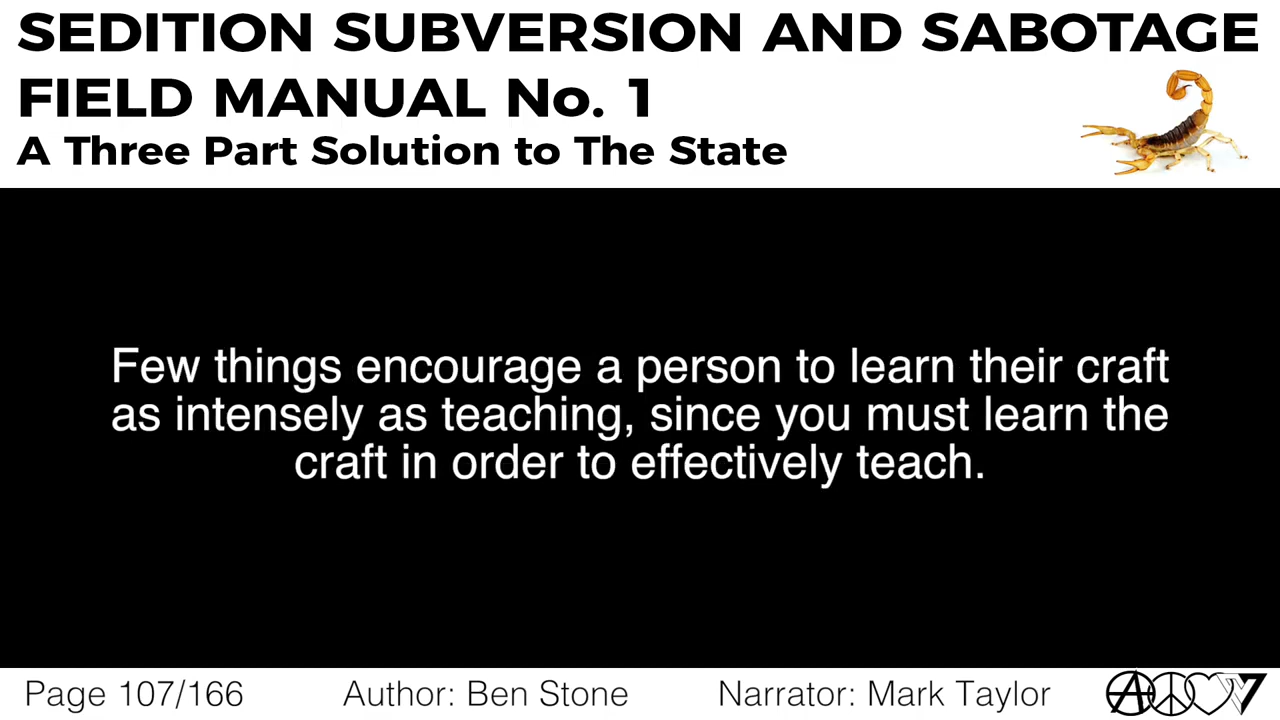 SEDITION SUBVERSION AND SABOTAGE
FIELD MANUAL No. 1
A Three Part Solution to The State
Few things encourage a person to learn their craft
as intensely as teaching, since you must learn the
craft in order to effectively teach.
Page 107/166 Author: Ben Stone Narrator: Mark Taylor